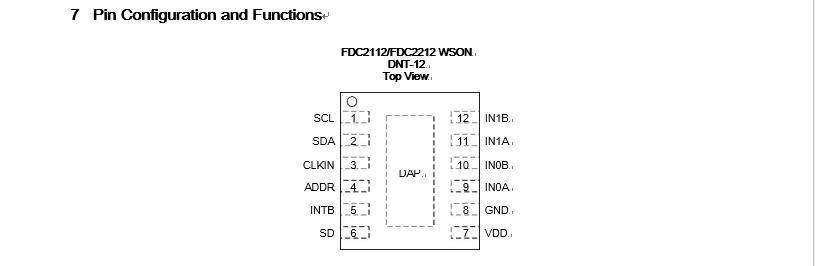 7 Pin Configuration and Functions
FDC2112/FDC2212 WSON
DNT-12
Top View
SCL 1 12 IN1B
SDA 2 11 IN1A
CLKIN 3 10 IN0B
DAP
ADDR 4 9 IN0A
INTB 5 8 GND
SD 6 7 VDD